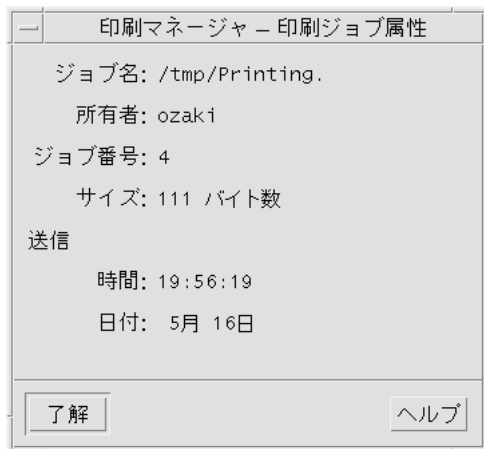 印刷マネージャ – 印刷ジョブ属性
ジョブ名: /tmp/Printing.
所有者: ozaki
ジョブ番号: 4
サイズ: 111 バイト数
送信
時間: 19:56:19
日付: 5月 16日
了解
ヘルプ